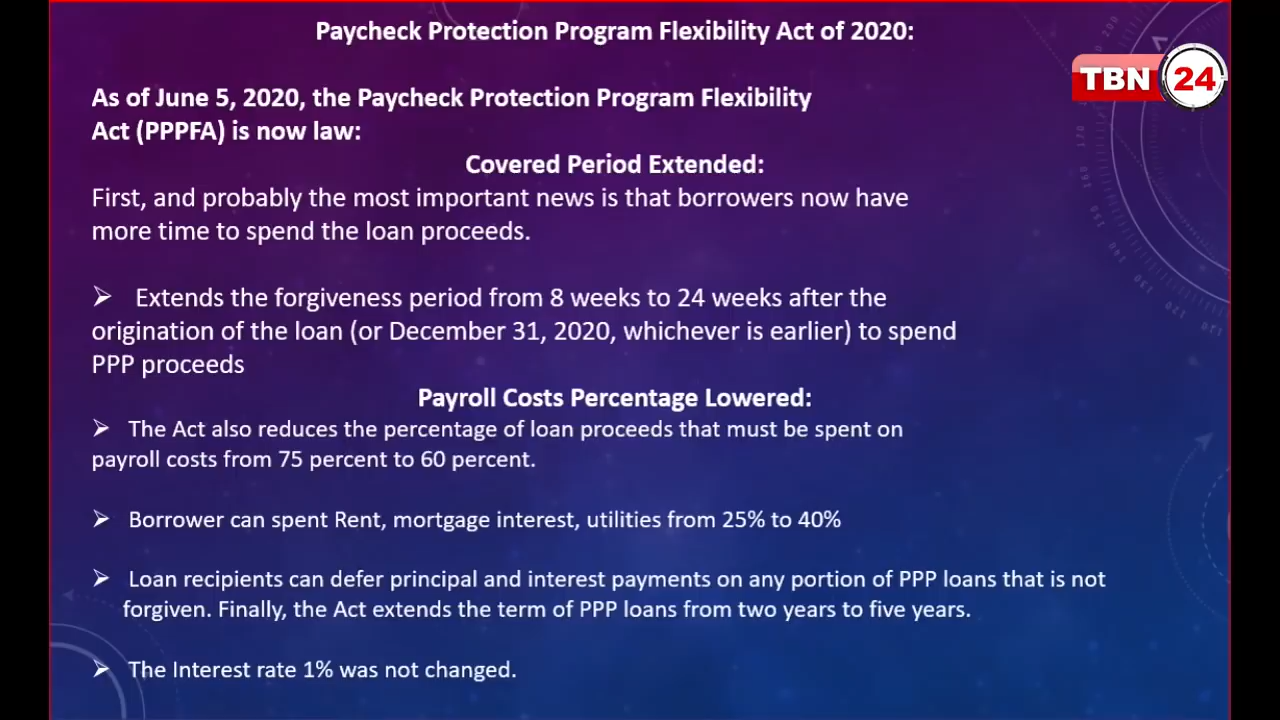 Paycheck Protection Program Flexibility Act of 2020:
TBN 24
As of June 5, 2020, the Paycheck Protection Program Flexibility
Act (PPPFA) is now law:
Covered Period Extended:
First, and probably the most important news is that borrowers now have
more time to spend the loan proceeds.
➢ Extends the forgiveness period from 8 weeks to 24 weeks after the
origination of the loan (or December 31, 2020, whichever is earlier) to spend
PPP proceeds
Payroll Costs Percentage Lowered:
➢ The Act also reduces the percentage of loan proceeds that must be spent on
payroll costs from 75 percent to 60 percent.
➢ Borrower can spent Rent, mortgage interest, utilities from 25% to 40%
➢ Loan recipients can defer principal and interest payments on any portion of PPP loans that is not
forgiven. Finally, the Act extends the term of PPP loans from two years to five years.
➢ The Interest rate 1% was not changed.